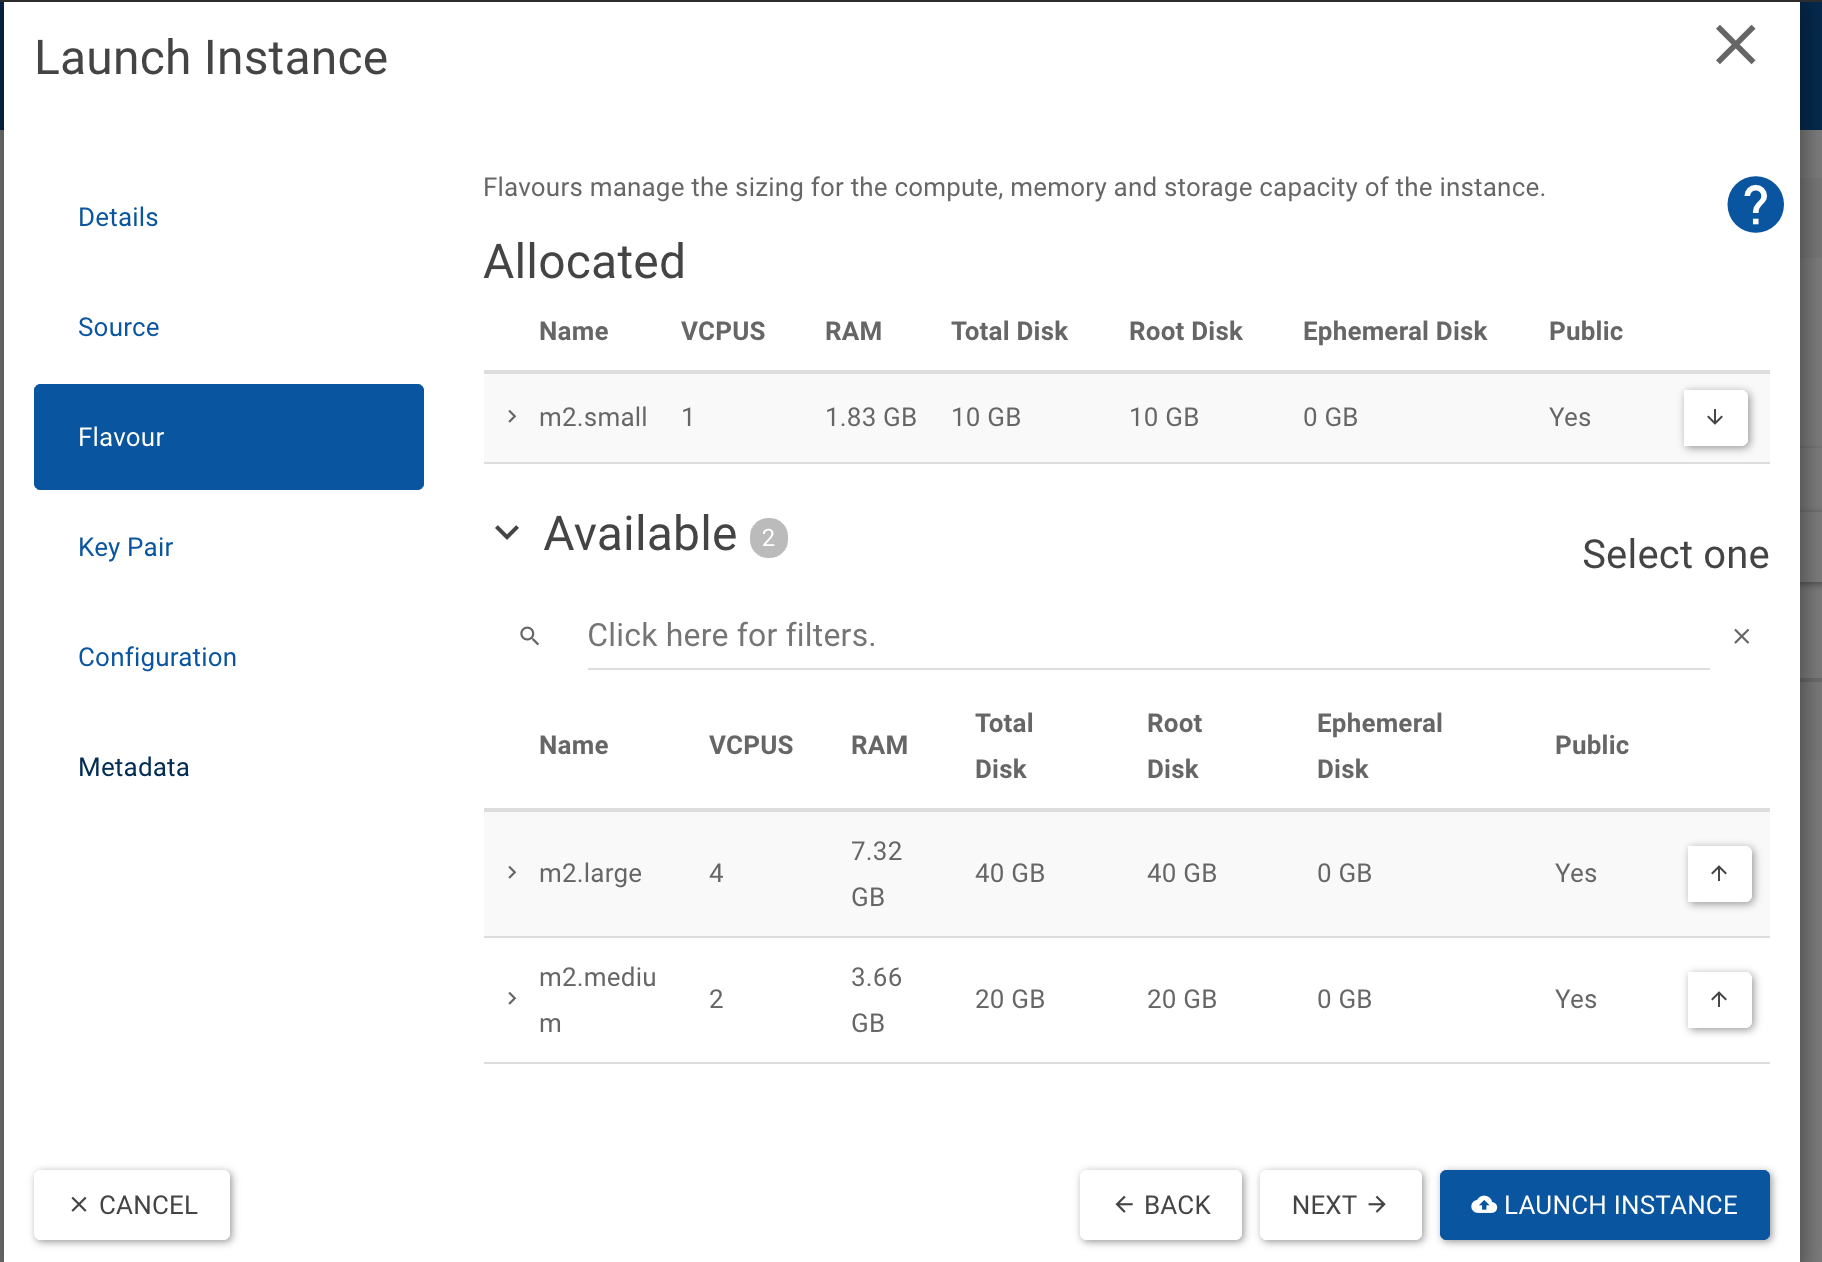 Launch Instance
Details
Source
Flavour
Key Pair
Configuration
Metadata
Flavours manage the sizing for the compute, memory and storage capacity of the instance.
?
Allocated
Name VCPUS RAM Total Disk Root Disk Ephemeral Disk Public
m2.small 1 1.83 GB 10 GB 10 GB 0 GB Yes
Available 2
Select one
Click here for filters.
Name VCPUS RAM Total Disk Root Disk Ephemeral Disk Public
m2.large 4 7.32 GB 40 GB 40 GB 0 GB Yes
m2.medium 2 3.66 GB 20 GB 20 GB 0 GB Yes
CANCEL
BACK
NEXT
LAUNCH INSTANCE